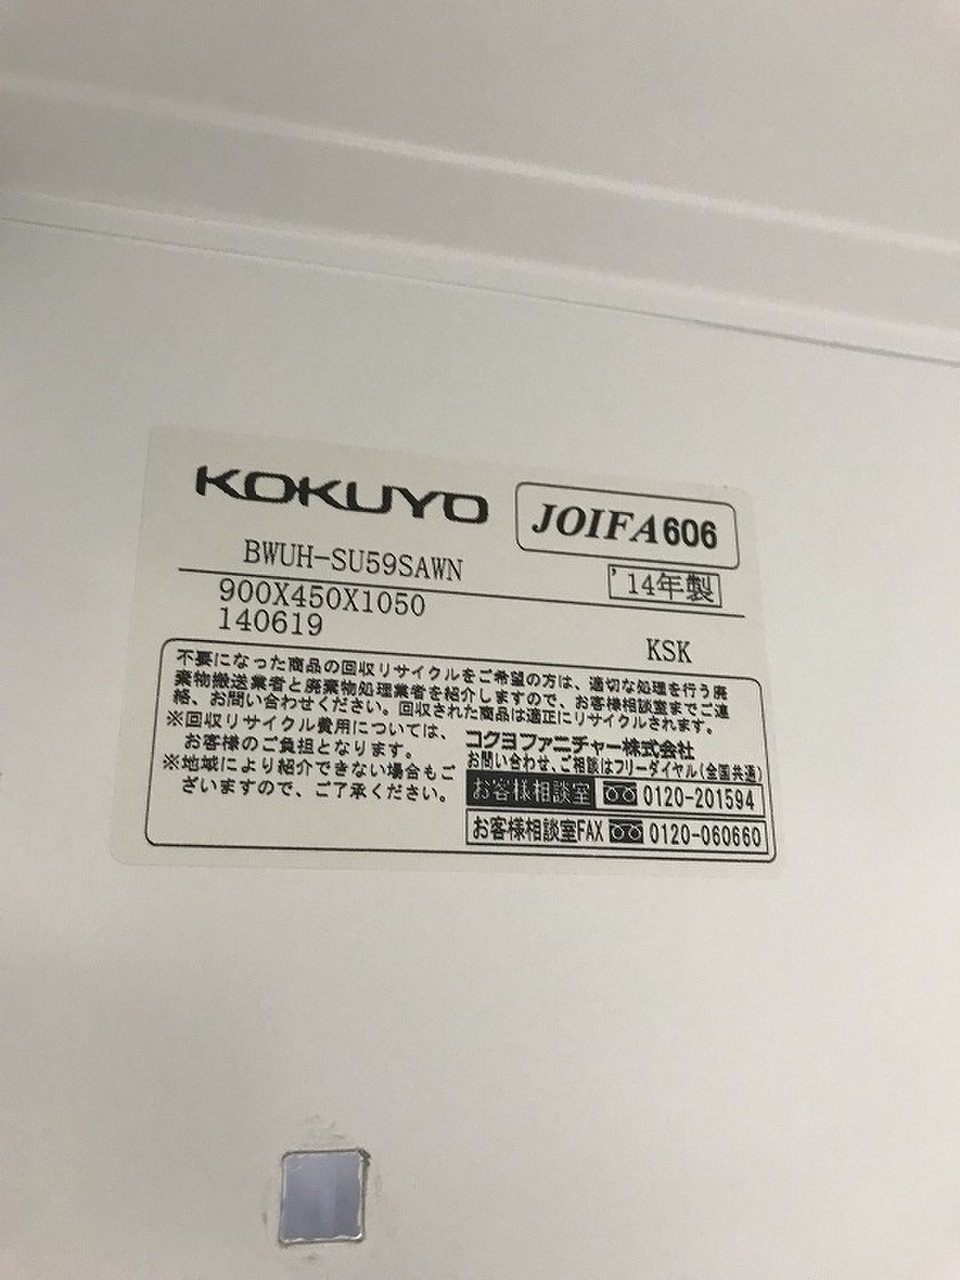 KOKUYO
JOIFA606
BWUH-SU59SAWN
'14年製
900X450X1050
140619
KSK
不要になった商品の回収リサイクルをご希望の方は、適切な処理を行う廃
棄物搬送業者と廃棄物処理業者を紹介しますので、お客様相談室までご連
絡、お問い合わせください。回収された商品は適正にリサイクルされます。
※回収リサイクル費用については、
お客様のご負担となります。
※地域により紹介できない場合もご
ざいますので、ご了承ください。
コクヨファニチャー株式会社
お問い合わせ、ご相談はフリーダイヤル(全国共通)
お客様相談室 0120-201594
お客様相談室FAX 0120-060660